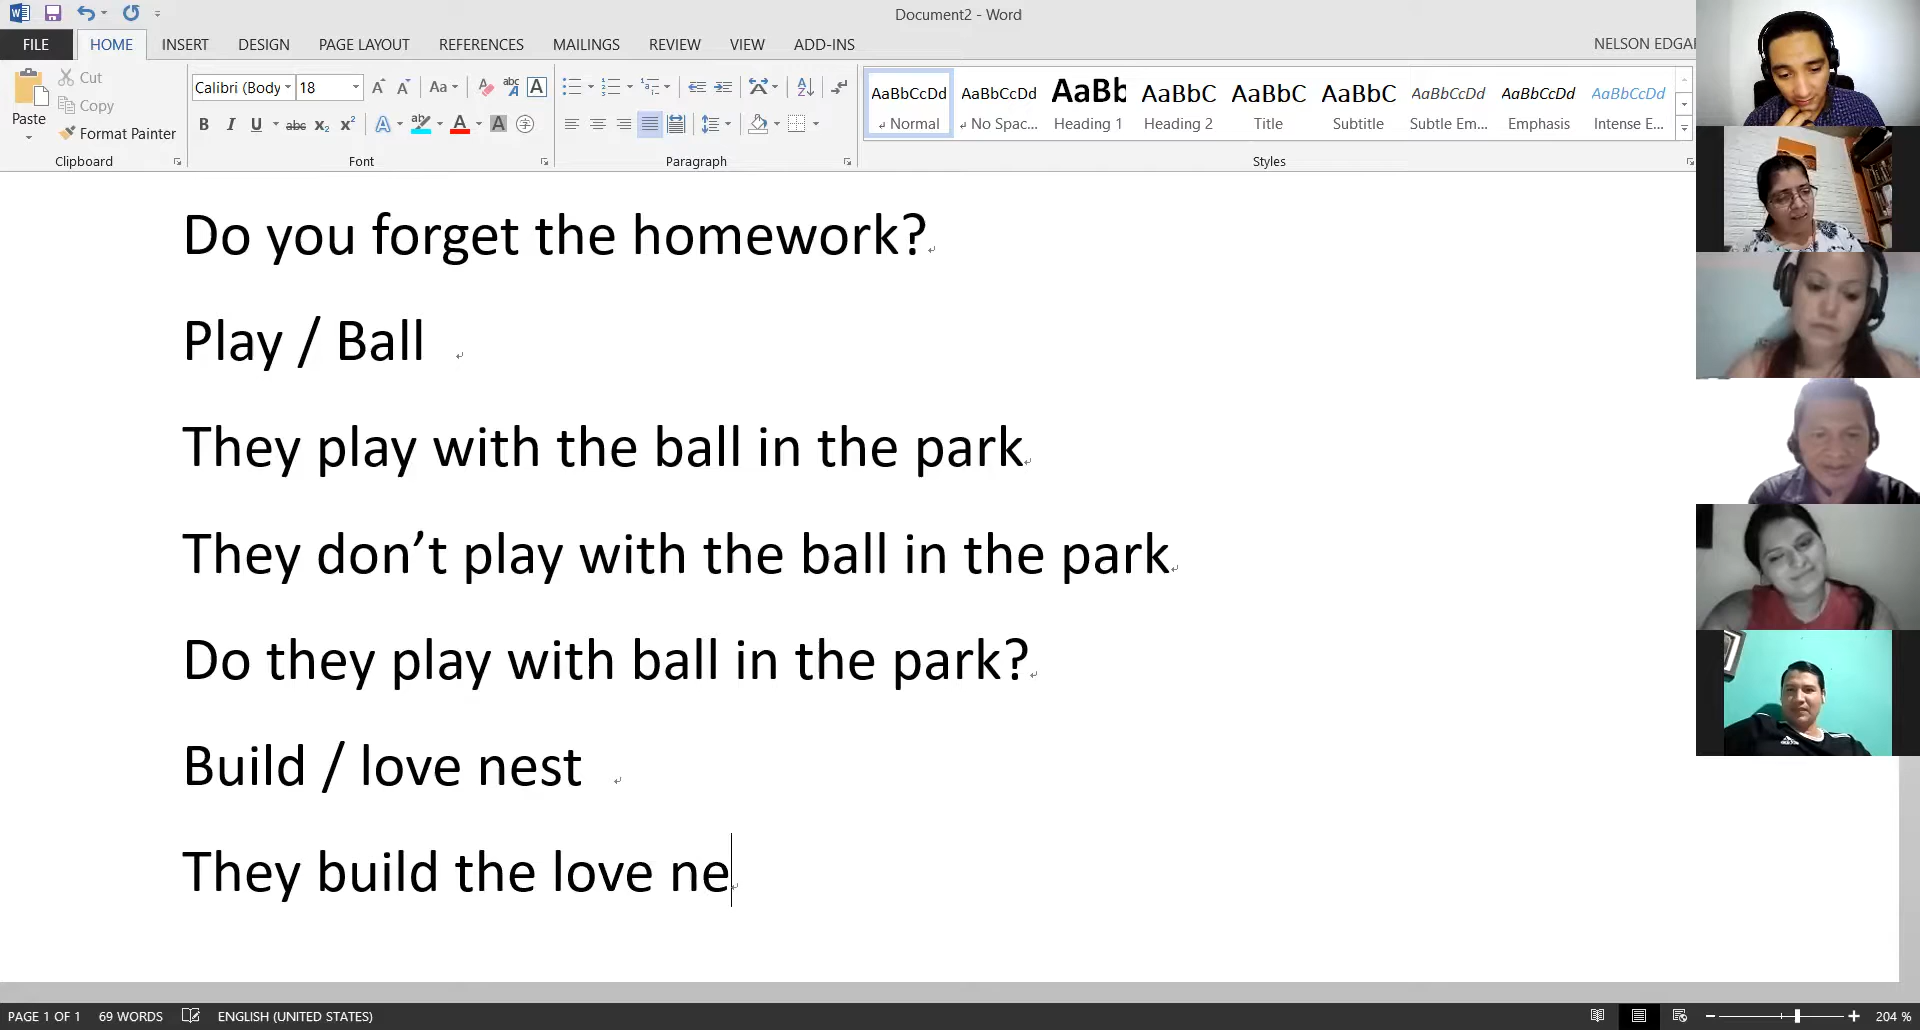 Document2 - Word
FILE HOME INSERT DESIGN PAGE LAYOUT REFERENCES MAILINGS REVIEW VIEW ADD-INS NELSON EDGAR
Paste
Cut
Copy
Format Painter
Clipboard
Calibri (Body 18
Font
Paragraph
AaBbCcDd AaBbCcDd AaBb AaBbC AaBbC AaBbC AaBbCcDd AaBbCcDd AaBbCcDd
Normal No Spac... Heading 1 Heading 2 Title Subtitle Subtle Em... Emphasis Intense E...
Styles
Do you forget the homework?
Play / Ball
They play with the ball in the park
They don’t play with the ball in the park
Do they play with ball in the park?
Build / love nest
They build the love ne
PAGE 1 OF 1 69 WORDS ENGLISH (UNITED STATES) 204 %